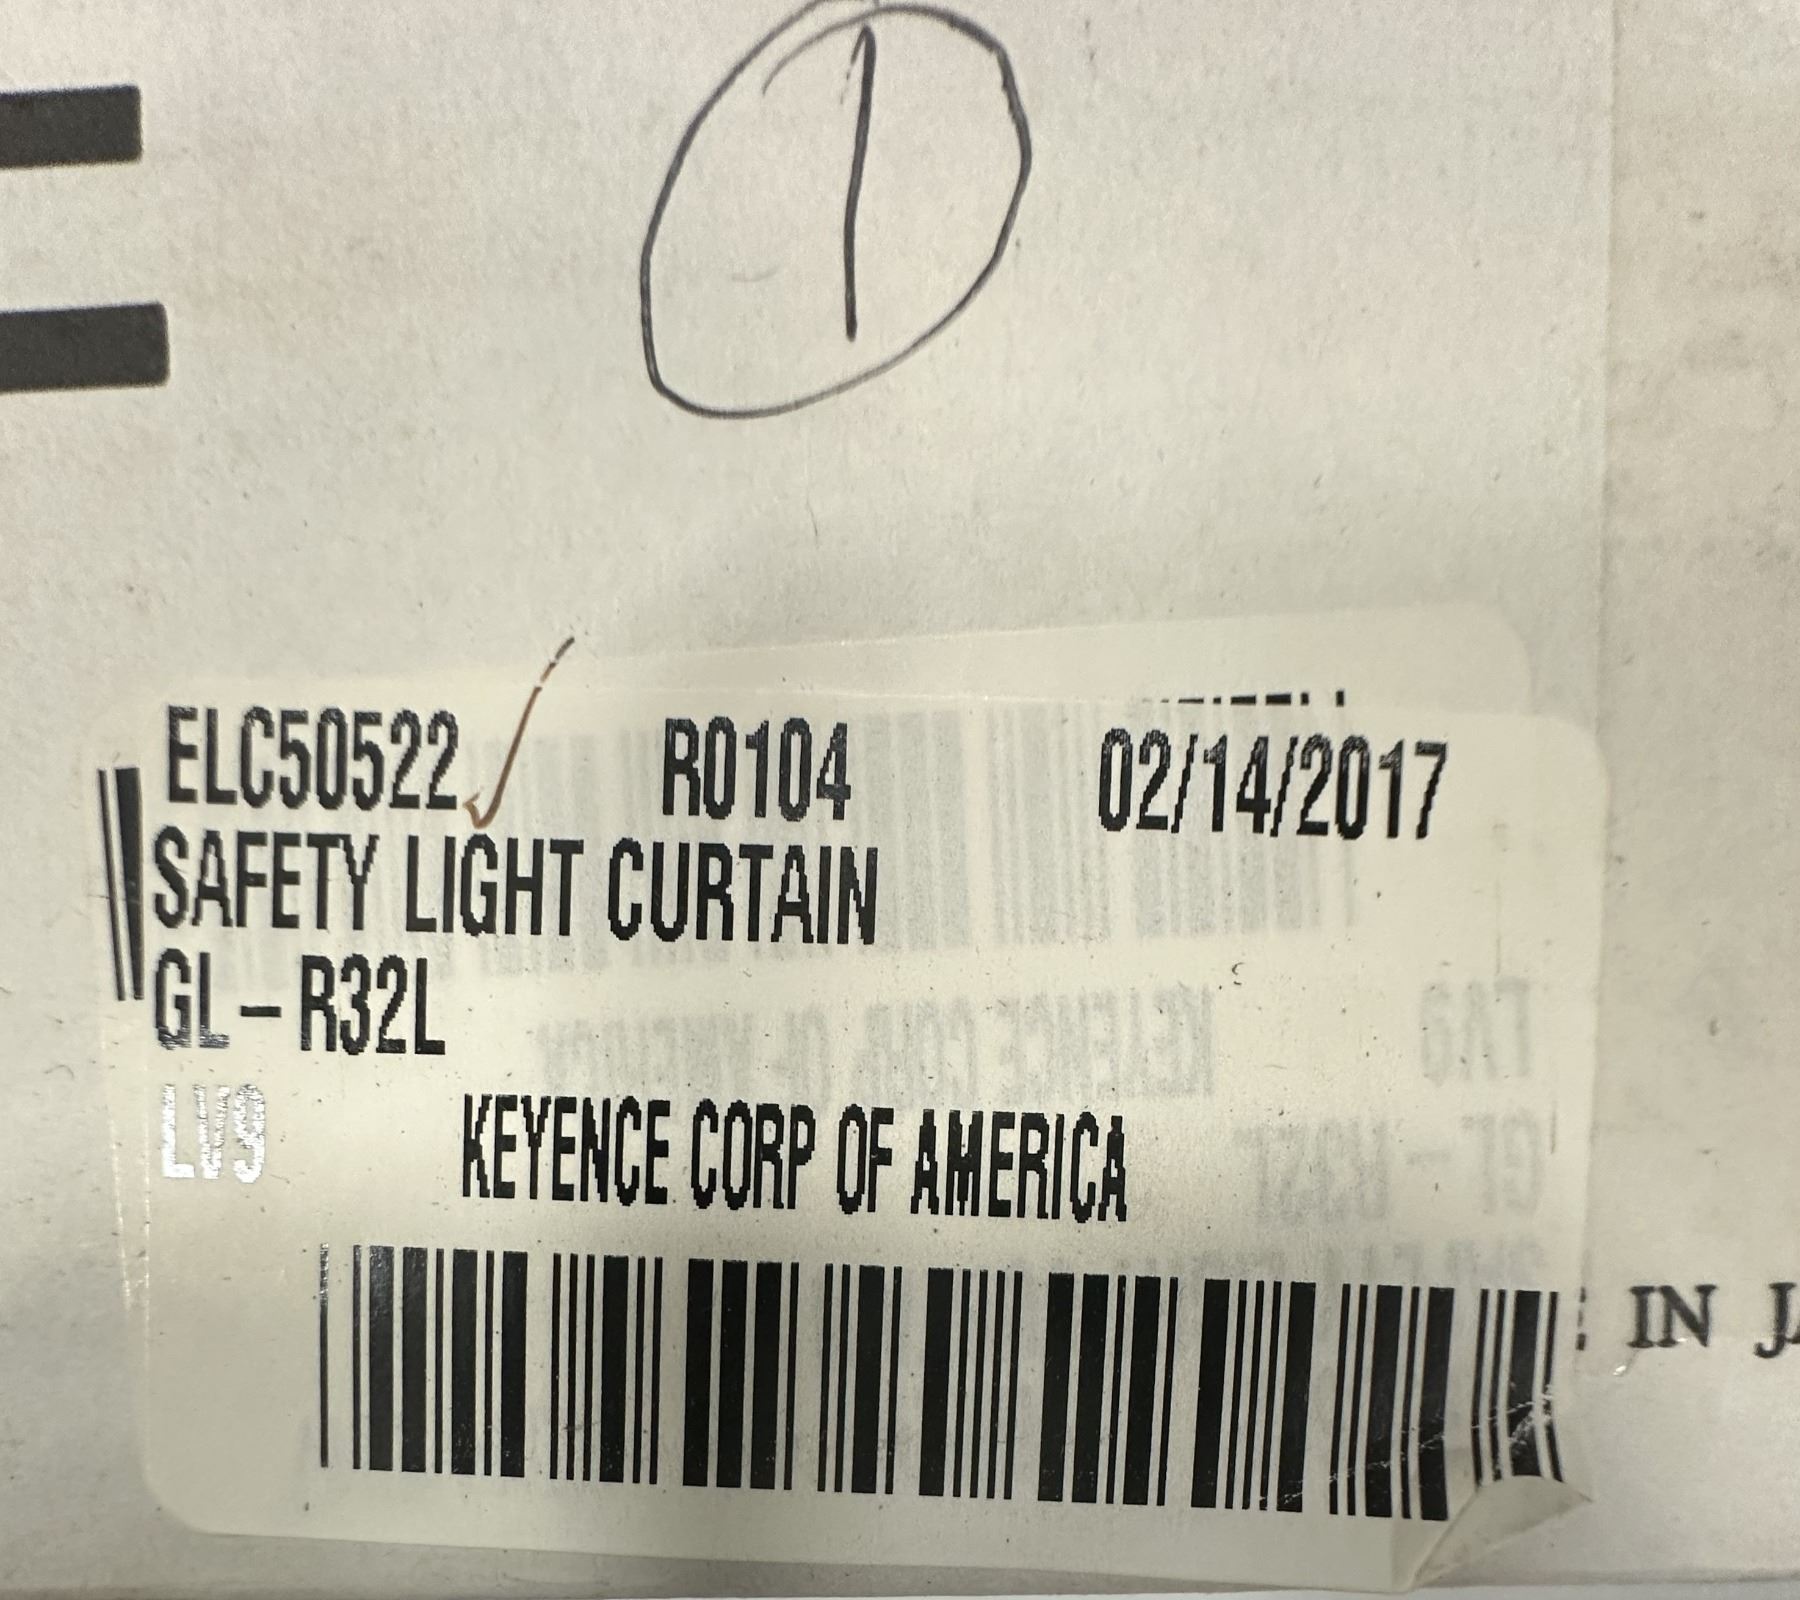 1
ELC50522 R0104 02/14/2017
SAFETY LIGHT CURTAIN
GL-R32L
KEYENCE CORP OF AMERICA
IN